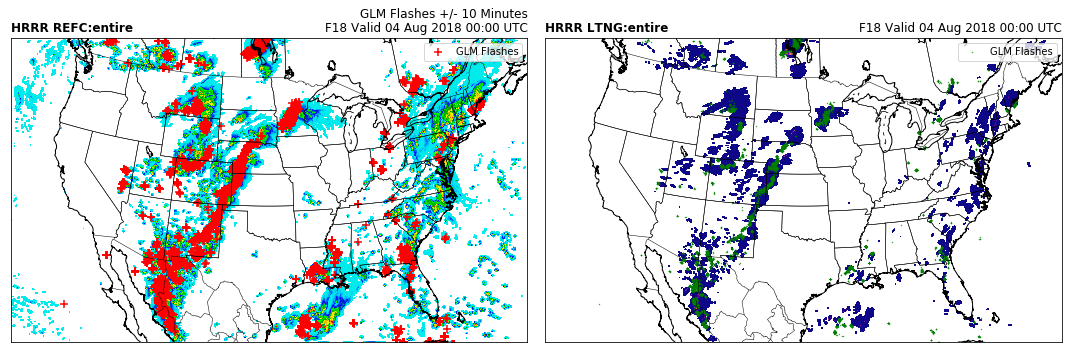 GLM Flashes +/- 10 Minutes
HRRR REFC:entire
F18 Valid 04 Aug 2018 00:00 UTC
GLM Flashes
HRRR LTNG:entire
F18 Valid 04 Aug 2018 00:00 UTC
GLM Flashes